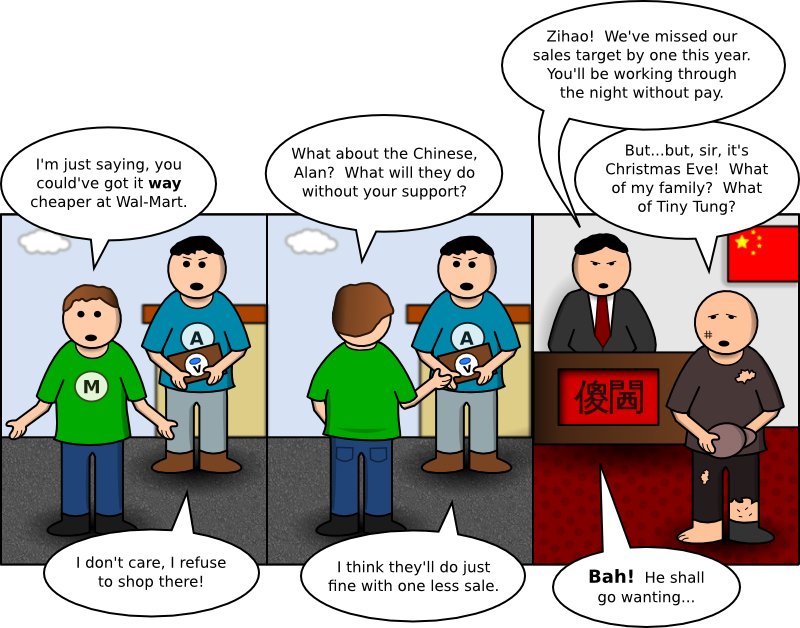 I'm just saying, you
could've got it way
cheaper at Wal-Mart.
M
A
v
I don't care, I refuse
to shop there!
What about the Chinese,
Alan?  What will they do
without your support?
A
v
I think they'll do just
fine with one less sale.
Zihao!  We've missed our
sales target by one this year.
You'll be working through
the night without pay.
But...but, sir, it's
Christmas Eve!  What
of my family?  What
of Tiny Tung?
傻閪
Bah!  He shall
go wanting...